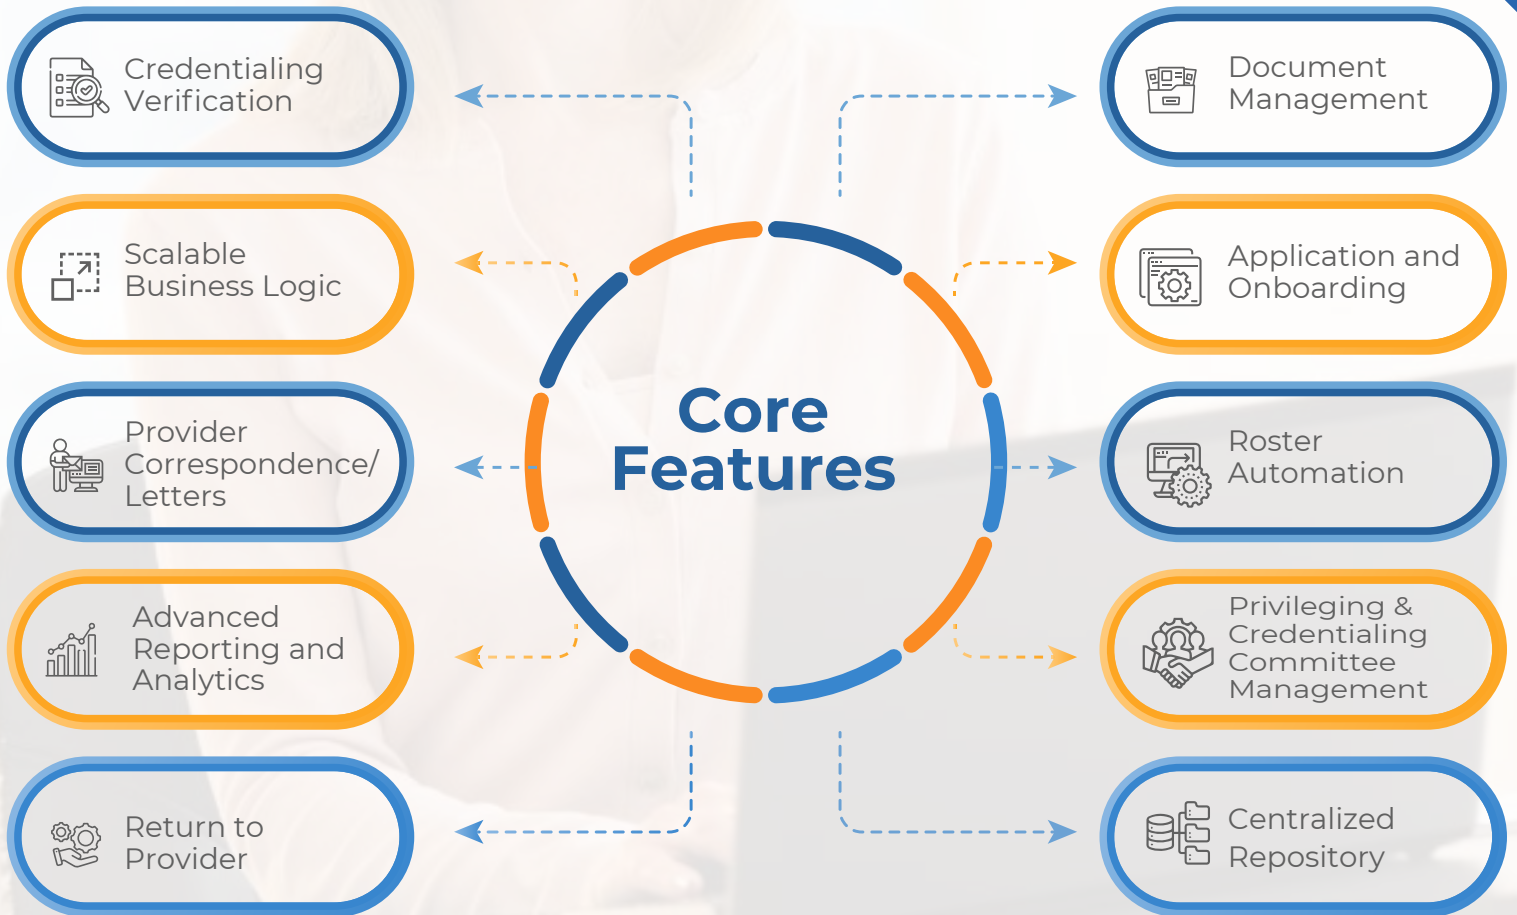 Credentialing
Verification
Scalable
Business Logic
Provider
Correspondence/
Letters
Advanced
Reporting and
Analytics
Return to
Provider
Core
Features
Document
Management
Application and
Onboarding
Roster
Automation
Privileging &
Credentialing
Committee
Management
Centralized
Repository